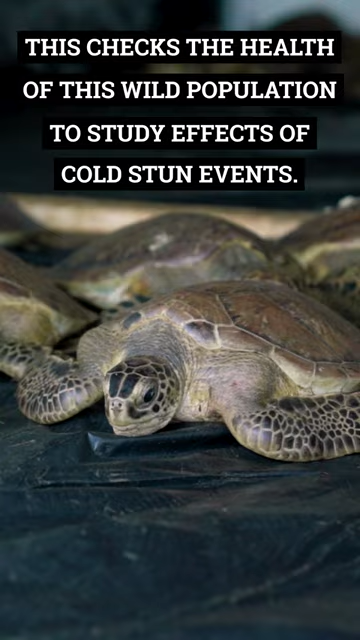 THIS CHECKS THE HEALTH
OF THIS WILD POPULATION
TO STUDY EFFECTS OF
COLD STUN EVENTS.